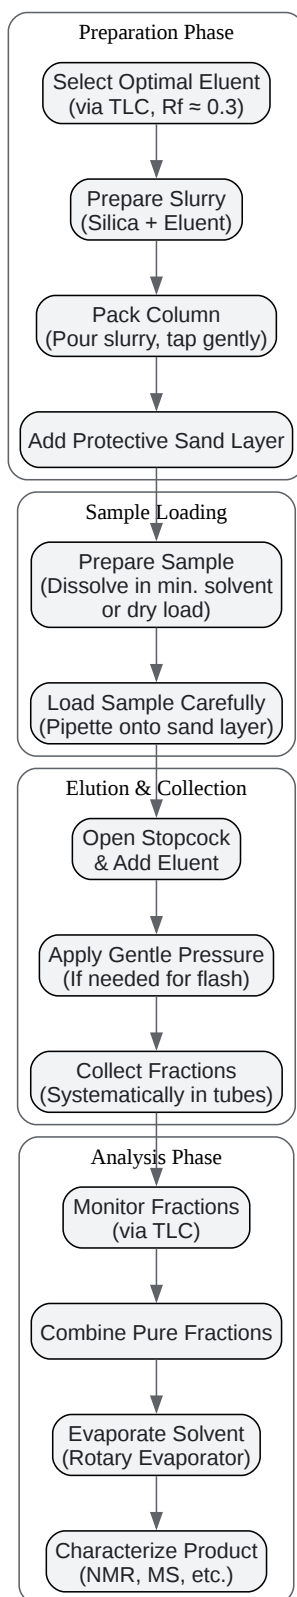 Preparation Phase
Select Optimal Eluent
(via TLC, Rf ≈ 0.3)
Prepare Slurry
(Silica + Eluent)
Pack Column
(Pour slurry, tap gently)
Add Protective Sand Layer
Sample Loading
Prepare Sample
(Dissolve in min. solvent
or dry load)
Load Sample Carefully
(Pipette onto sand layer)
Elution & Collection
Open Stopcock
& Add Eluent
Apply Gentle Pressure
(If needed for flash)
Collect Fractions
(Systematically in tubes)
Analysis Phase
Monitor Fractions
(via TLC)
Combine Pure Fractions
Evaporate Solvent
(Rotary Evaporator)
Characterize Product
(NMR, MS, etc.)